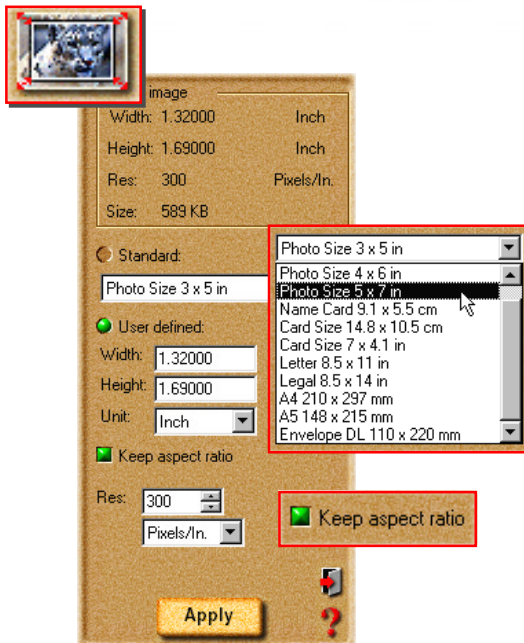 image
Width: 1.32000 Inch
Height: 1.69000 Inch
Res: 300 Pixels/In.
Size: 589 KB
Standard:
Photo Size 3 x 5 in
Photo Size 3 x 5 in
Photo Size 4 x 6 in
Photo Size 5 x 7 in
Name Card 9.1 x 5.5 cm
Card Size 14.8 x 10.5 cm
Card Size 7 x 4.1 in
Letter 8.5 x 11 in
Legal 8.5 x 14 in
A4 210 x 297 mm
A5 148 x 215 mm
Envelope DL 110 x 220 mm
User defined:
Width: 1.32000
Height: 1.69000
Unit: Inch
Keep aspect ratio
Res: 300
Pixels/In.
Keep aspect ratio
Apply
?